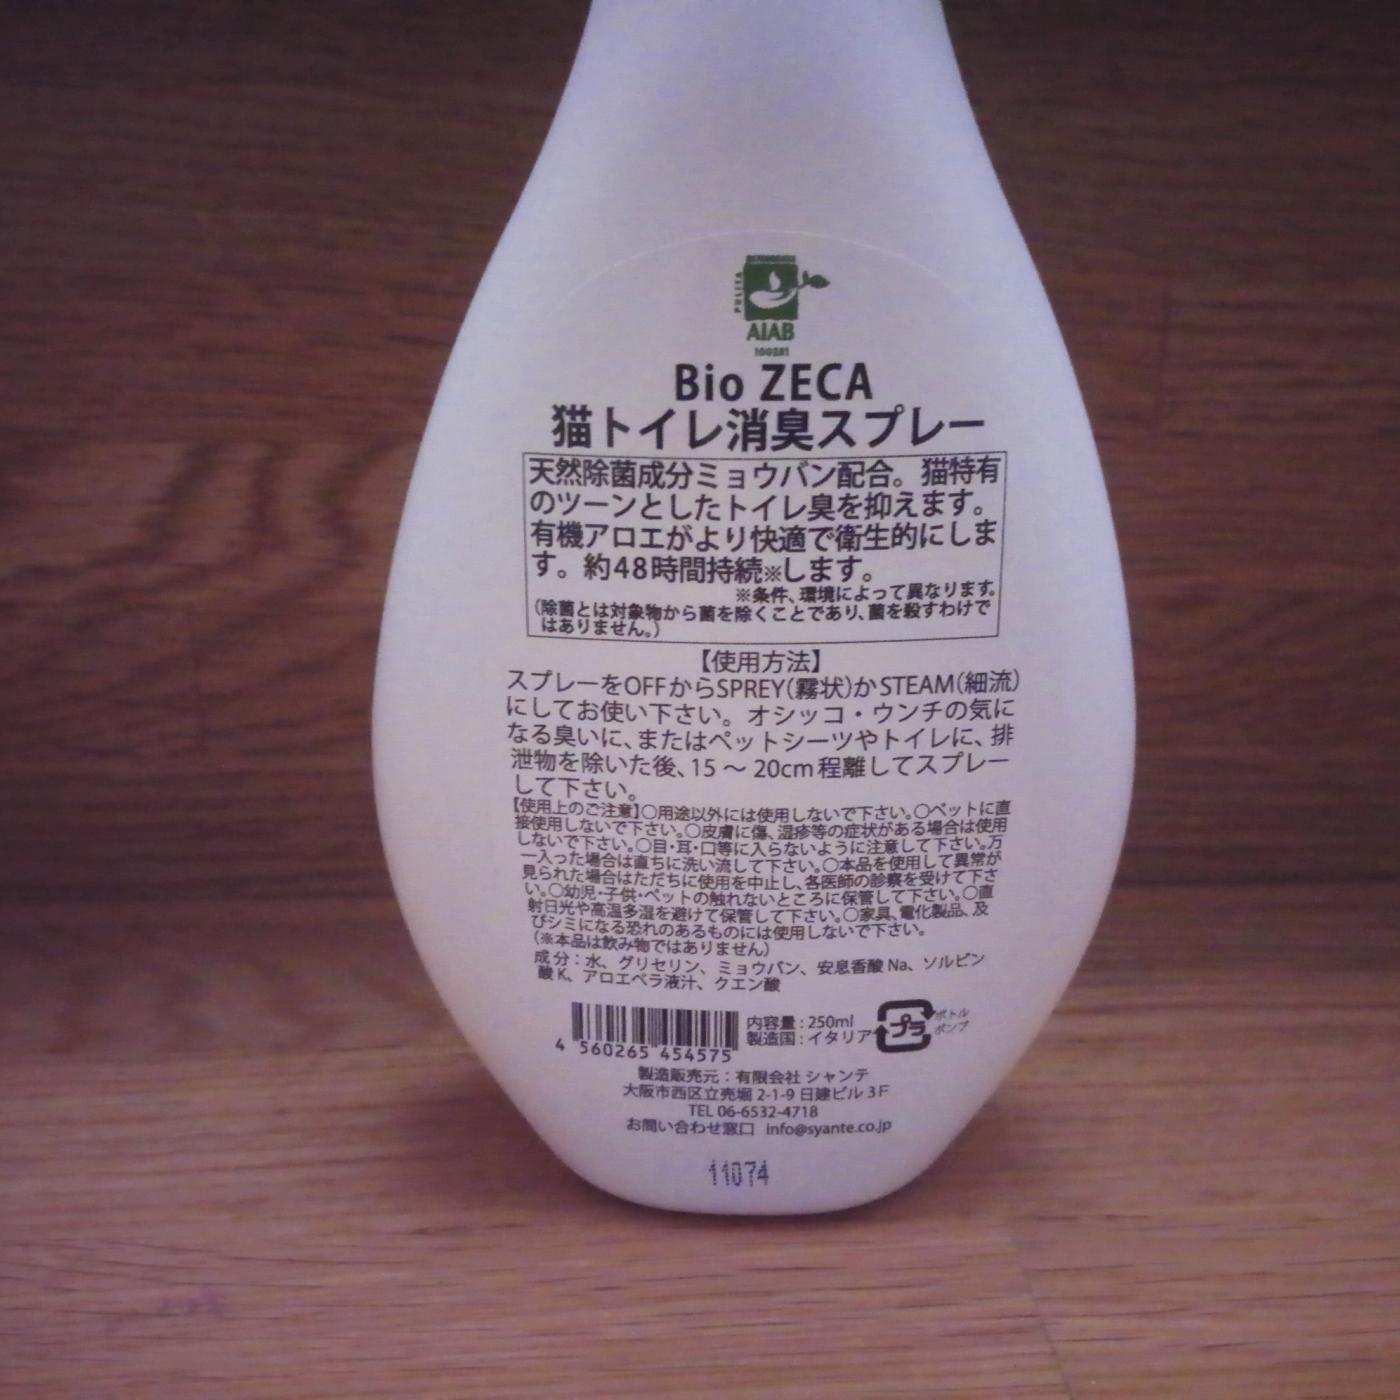 PULITA
AIAB
100281
Bio ZECA
猫トイレ消臭スプレー
天然除菌成分ミョウバン配合。猫特有
のツーンとしたトイレ臭を抑えます。
有機アロエがより快適で衛生的にしま
す。約48時間持続※します。
※条件、環境によって異なります。
(除菌とは対象物から菌を除くことであり、菌を殺すわけで
はありません。)
【使用方法】
スプレーをOFFからSPREY(霧状)かSTEAM(細流)
にしてお使い下さい。オシッコ・ウンチの気に
なる臭いに、またはペットシーツやトイレに、排
泄物を除いた後、15 ～ 20cm程離してスプレー
して下さい。
【使用上のご注意】○用途以外には使用しないで下さい。○ペットに直
接使用しないで下さい。○皮膚に傷、湿疹等の症状がある場合は使用
しないで下さい。○目・耳・口等に入らないように注意して下さい。万
一入った場合は直ちに洗い流して下さい。○本品を使用して異常が
見られた場合はただちに使用を中止し、各医師の診察を受けて下さ
い。○幼児・子供・ペットの触れないところに保管して下さい。○直
射日光や高温多湿を避けて保管して下さい。○家具、電化製品、及
びシミになる恐れのあるものには使用しないで下さい。
(※本品は飲み物ではありません)
成分：水、グリセリン、ミョウバン、安息香酸Na、ソルビン
酸K、アロエベラ液汁、クエン酸
内容量：250ml
製造国：イタリア
プラ
ボトル
ポンプ
4 560265 454575
製造販売元：有限会社 シャンテ
大阪市西区立売堀 2-1-9 日建ビル 3F
TEL 06-6532-4718
お問い合わせ窓口 info@syante.co.jp
11074